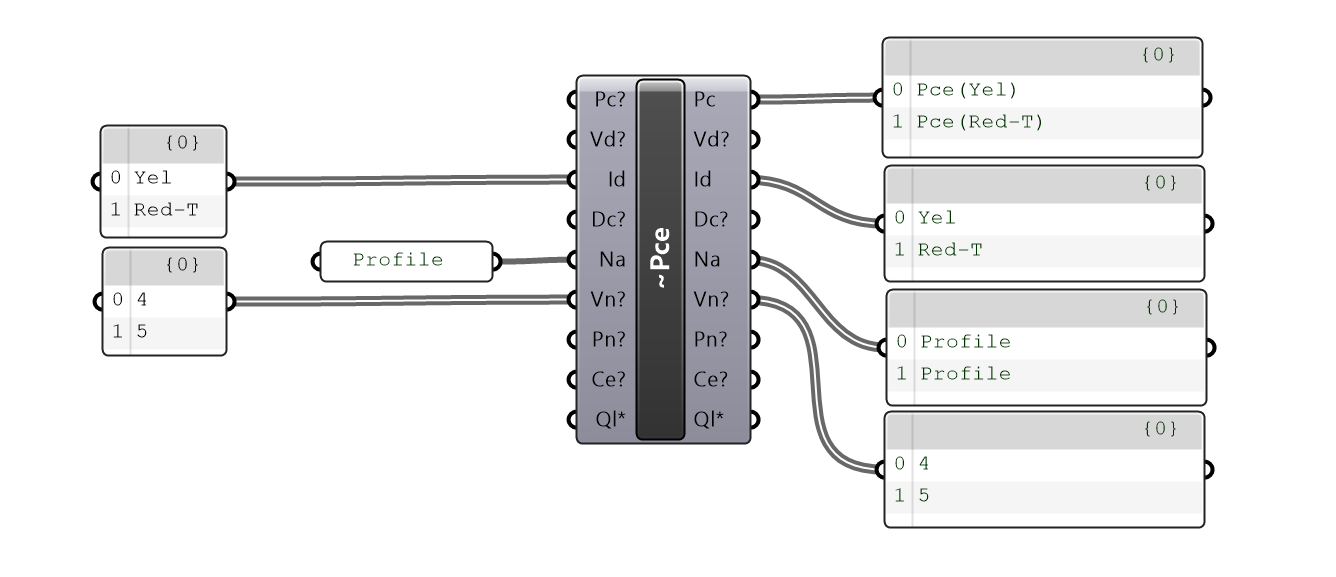 {0}
0 Yel
1 Red-T
{0}
0 4
1 5
Profile
Pc?
Vd?
Id
Dc?
Na
Vn?
Pn?
Ce?
Ql*
~Pce
Pc
Vd?
Id
Dc?
Na
Vn?
Pn?
Ce?
Ql*
{0}
0 Pce(Yel)
1 Pce(Red-T)
{0}
0 Yel
1 Red-T
{0}
0 Profile
1 Profile
{0}
0 4
1 5